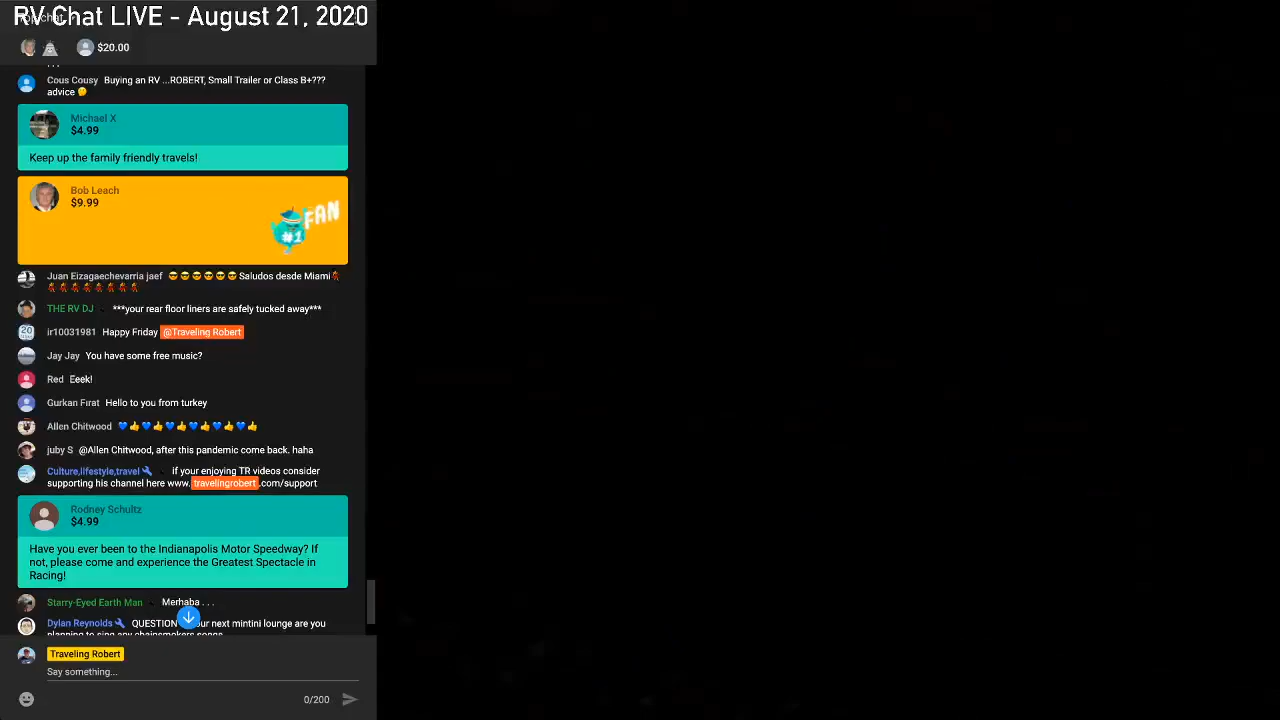 RV Chat LIVE - August 21, 2020
$20.00
Cous Cousy Buying an RV ...ROBERT, Small Trailer or Class B+???
advice 🤔
Michael X
$4.99
Keep up the family friendly travels!
Bob Leach
$9.99
#1 FAN
Juan Eizagaechevarria jaef 😎😎😎😎😎😎 Saludos desde Miami💃
💃💃💃💃💃💃💃💃
THE RV DJ ***your rear floor liners are safely tucked away***
ir10031981 Happy Friday @Traveling Robert
Jay Jay You have some free music?
Red Eeek!
Gurkan Fırat Hello to you from turkey
Allen Chitwood 💙👍💙👍💙👍💙👍💙👍💙👍
juby S @Allen Chitwood, after this pandemic come back. haha
Culture,lifestyle,travel if your enjoying TR videos consider
supporting his channel here www.travelingrobert.com/support
Rodney Schultz
$4.99
Have you ever been to the Indianapolis Motor Speedway? If
not, please come and experience the Greatest Spectacle in
Racing!
Starry-Eyed Earth Man Merhaba . . .
Dylan Reynolds QUESTION our next mintini lounge are you
planning to sing any chainsmokers songs
Traveling Robert
Say something...
0/200